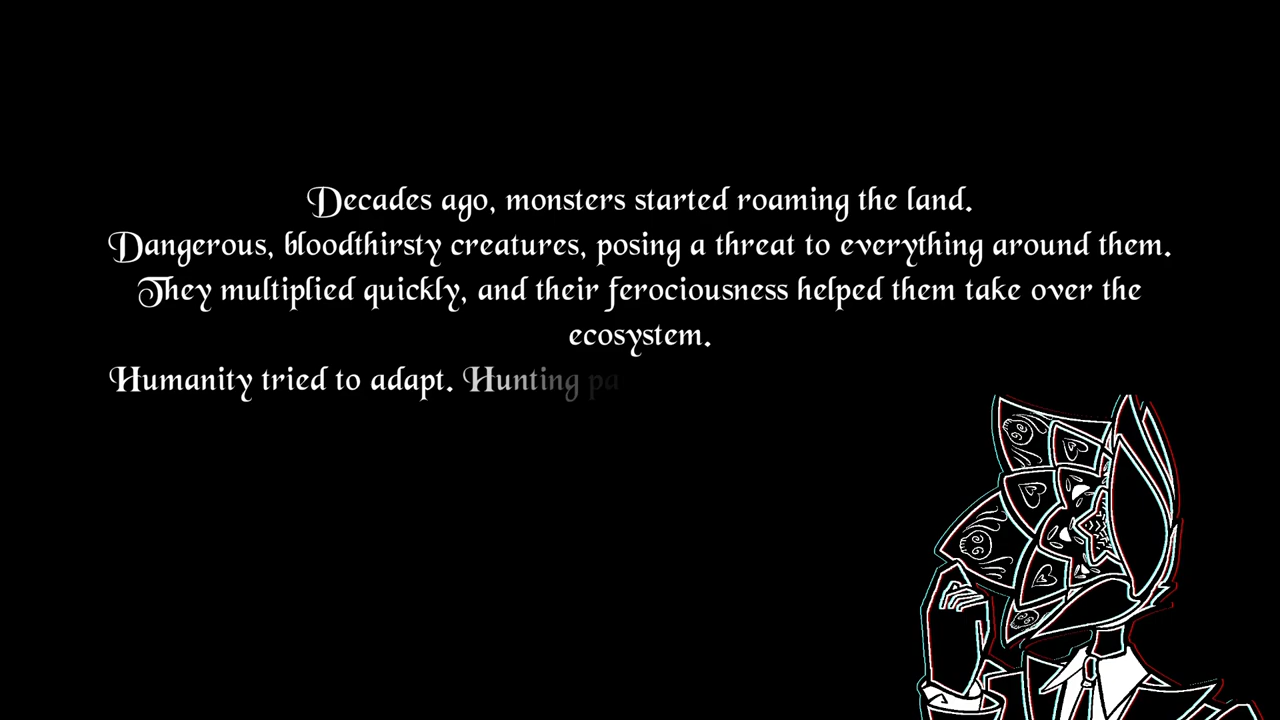 Decades ago, monsters started roaming the land.
Dangerous, bloodthirsty creatures, posing a threat to everything around them.
They multiplied quickly, and their ferociousness helped them take over the
ecosystem.
Humanity tried to adapt. Hunting pa